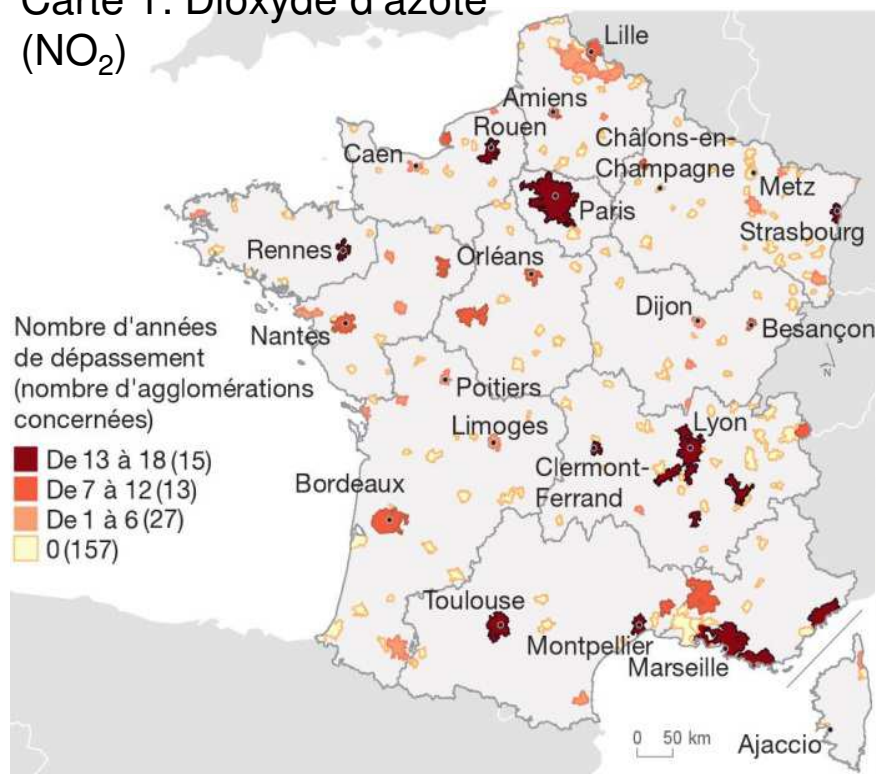 Carte 1: Dioxyde d'azote
(NO₂)
Lille
Amiens
Rouen
Châlons-en-
Champagne
Caen
Metz
Paris
Strasbourg
Rennes
Orléans
Dijon
Besançon
Nantes
N
Nombre d'années
de dépassement
(nombre d'agglomérations
concernées)
De 13 à 18 (15)
De 7 à 12 (13)
De 1 à 6 (27)
0 (157)
Poitiers
Limoges
Lyon
Clermont-
Ferrand
Bordeaux
Toulouse
Montpellier
Marseille
0 50 km
Ajaccio